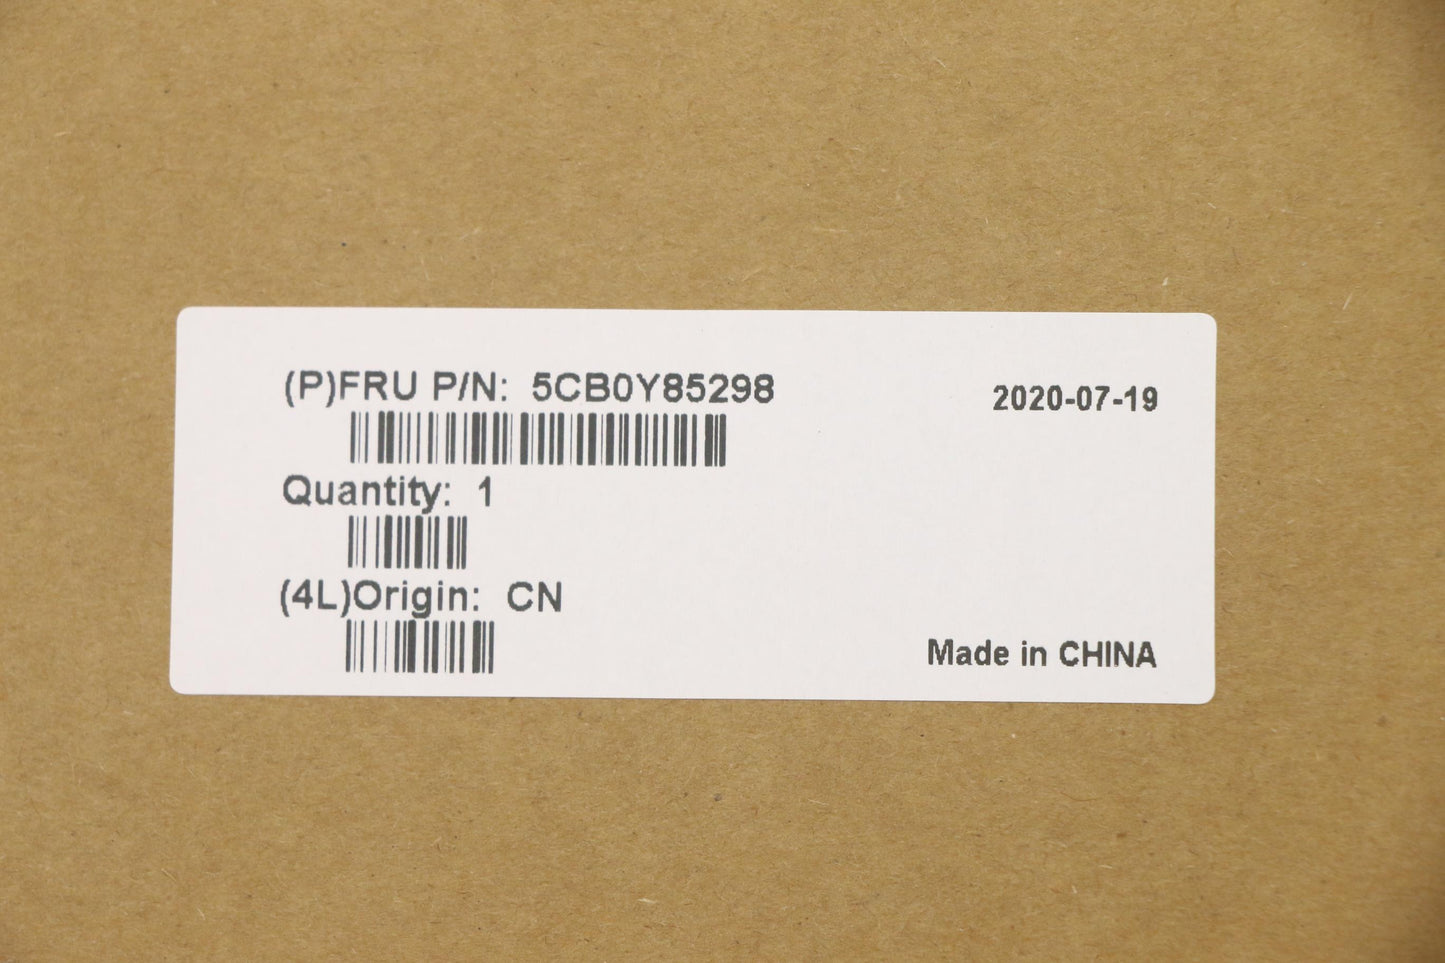 (P)FRU P/N: 5CB0Y85298
2020-07-19
Quantity: 1
(4L)Origin: CN
Made in CHINA